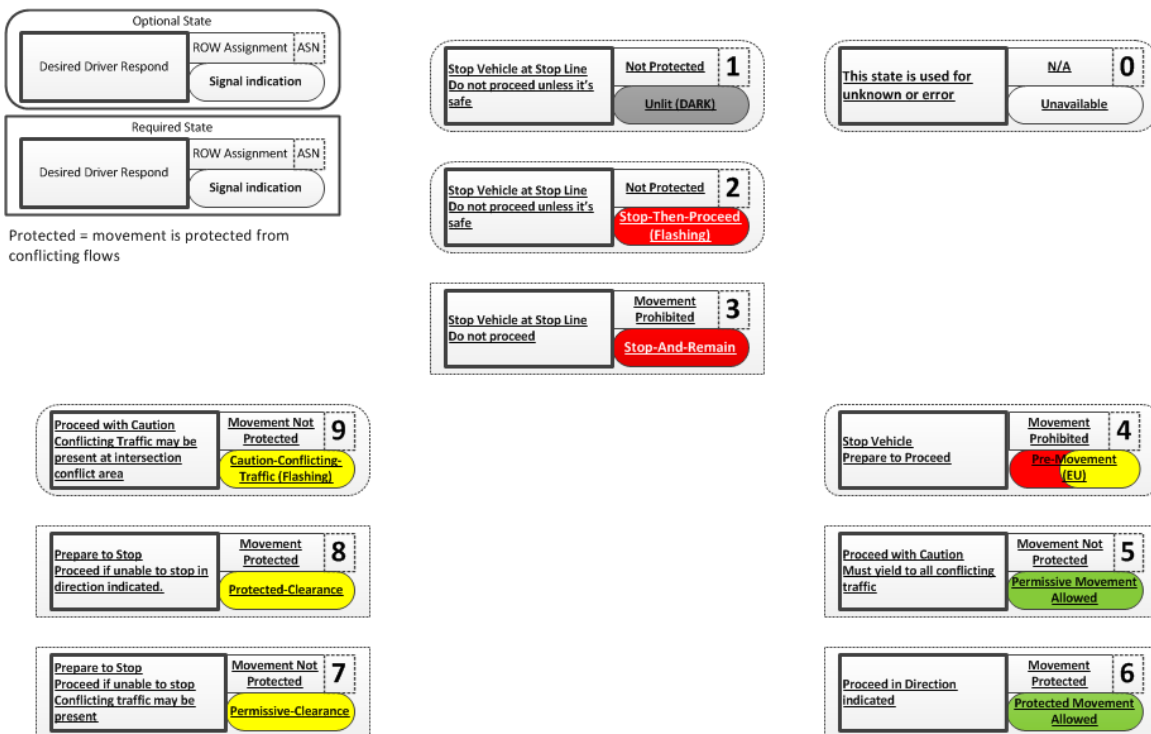 Optional State
Desired Driver Respond
ROW Assignment
ASN
Signal indication
Required State
Desired Driver Respond
ROW Assignment
ASN
Signal indication
Protected = movement is protected from
conflicting flows
Stop Vehicle at Stop Line
Do not proceed unless it's
safe
Not Protected
1
Unlit (DARK)
This state is used for
unknown or error
N/A
0
Unavailable
Stop Vehicle at Stop Line
Do not proceed unless it's
safe
Not Protected
2
Stop-Then-Proceed
(Flashing)
Stop Vehicle at Stop Line
Do not proceed
Movement
Prohibited
3
Stop-And-Remain
Proceed with Caution
Conflicting Traffic may be
present at intersection
conflict area
Movement Not
Protected
9
Caution-Conflicting-
Traffic (Flashing)
Stop Vehicle
Prepare to Proceed
Movement
Prohibited
4
Pre-Movement
(EU)
Prepare to Stop
Proceed if unable to stop in
direction indicated.
Movement
Protected
8
Protected-Clearance
Proceed with Caution
Must yield to all conflicting
traffic
Movement Not
Protected
5
Permissive Movement
Allowed
Prepare to Stop
Proceed if unable to stop
Conflicting traffic may be
present
Movement Not
Protected
7
Permissive-Clearance
Proceed in Direction
indicated
Movement
Protected
6
Protected Movement
Allowed